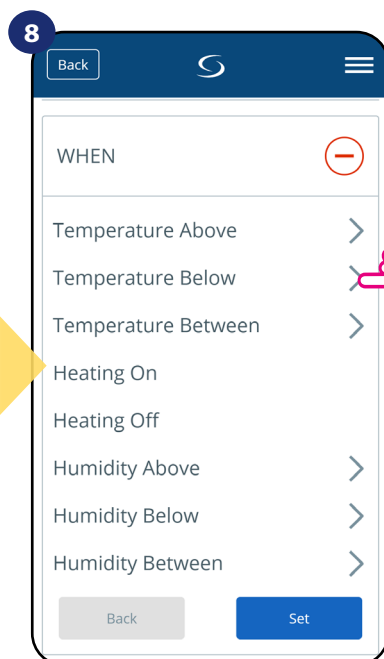 8
Back
WHEN
Temperature Above
Temperature Below
Temperature Between
Heating On
Heating Off
Humidity Above
Humidity Below
Humidity Between
Back Set